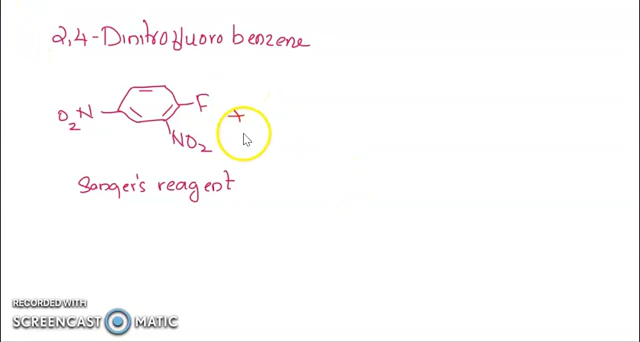 2,4-Dinitrofluoro benzene
O2N
F
+
NO2
Sanger's reagent
RECORDED WITH
SCREENCAST MATIC